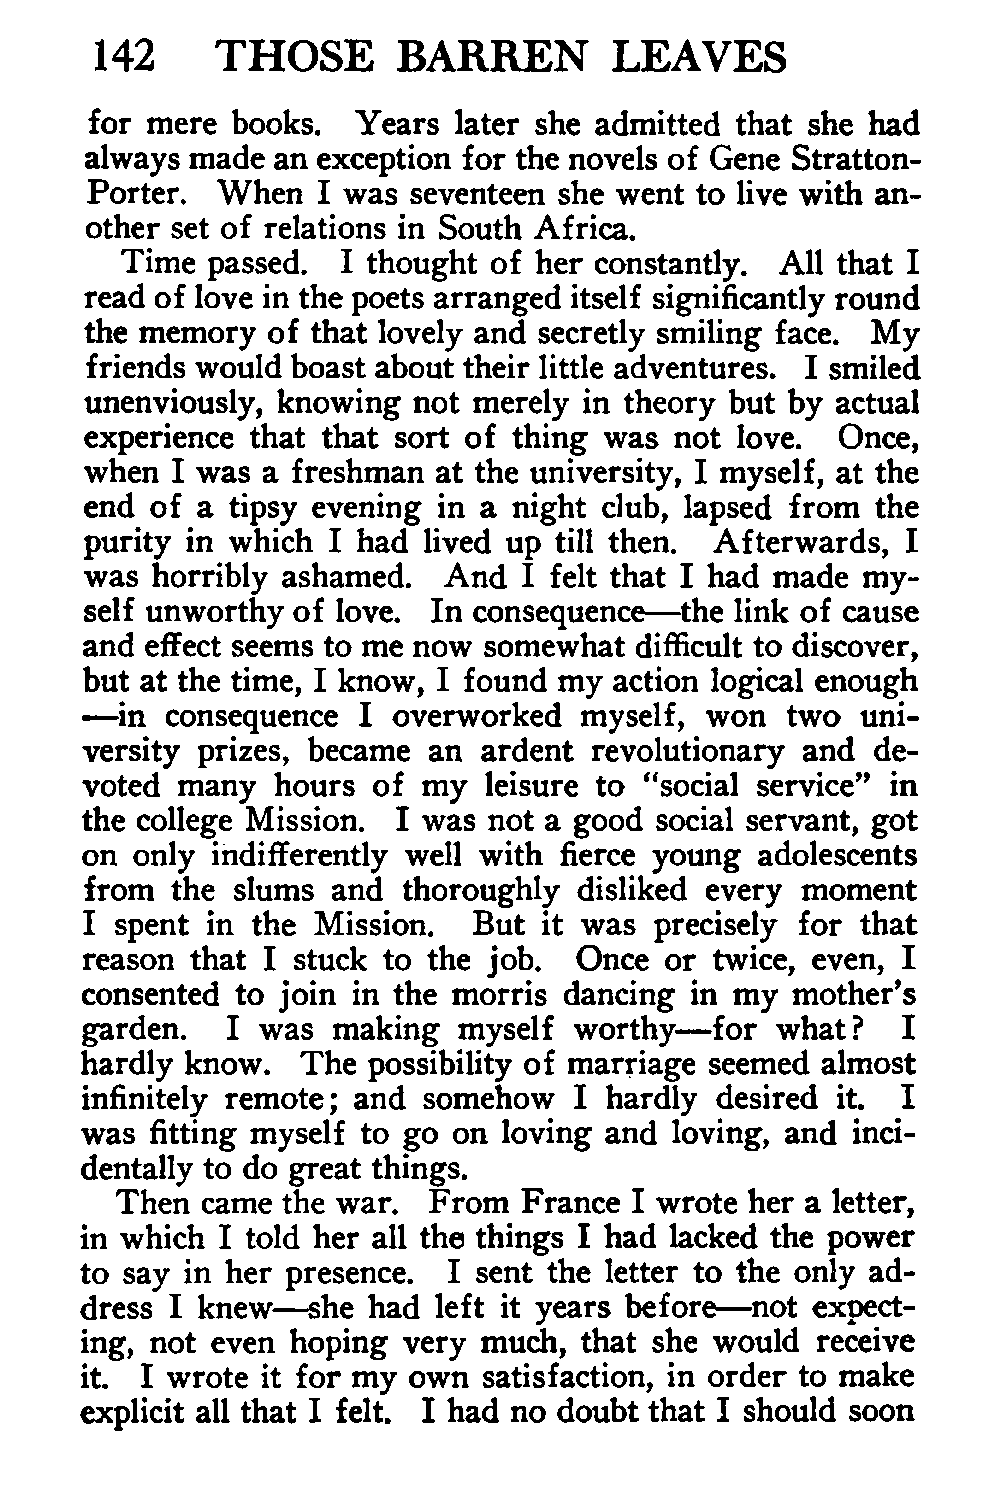 142 THOSE BARREN LEAVES
for mere books. Years later she admitted that she had
always made an exception for the novels of Gene Stratton-
Porter. When I was seventeen she went to live with an-
other set of relations in South Africa.
Time passed. I thought of her constantly. All that I
read of love in the poets arranged itself significantly round
the memory of that lovely and secretly smiling face. My
friends would boast about their little adventures. I smiled
unenviously, knowing not merely in theory but by actual
experience that that sort of thing was not love. Once,
when I was a freshman at the university, I myself, at the
end of a tipsy evening in a night club, lapsed from the
purity in which I had lived up till then. Afterwards, I
was horribly ashamed. And I felt that I had made my-
self unworthy of love. In consequence—the link of cause
and effect seems to me now somewhat difficult to discover,
but at the time, I know, I found my action logical enough
—in consequence I overworked myself, won two uni-
versity prizes, became an ardent revolutionary and de-
voted many hours of my leisure to “social service” in
the college Mission. I was not a good social servant, got
on only indifferently well with fierce young adolescents
from the slums and thoroughly disliked every moment
I spent in the Mission. But it was precisely for that
reason that I stuck to the job. Once or twice, even, I
consented to join in the morris dancing in my mother’s
garden. I was making myself worthy—for what? I
hardly know. The possibility of marriage seemed almost
infinitely remote; and somehow I hardly desired it. I
was fitting myself to go on loving and loving, and inci-
dentally to do great things.
Then came the war. From France I wrote her a letter,
in which I told her all the things I had lacked the power
to say in her presence. I sent the letter to the only ad-
dress I knew—she had left it years before—not expect-
ing, not even hoping very much, that she would receive
it. I wrote it for my own satisfaction, in order to make
explicit all that I felt. I had no doubt that I should soon